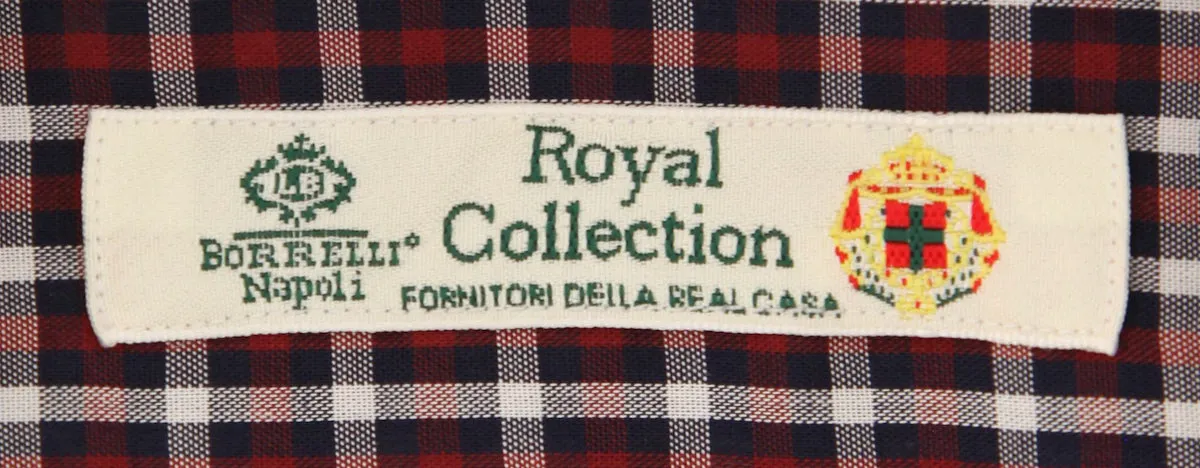 LB
BORRELLI
Napoli
Royal
Collection
FORNITORI DELLA REAL CASA